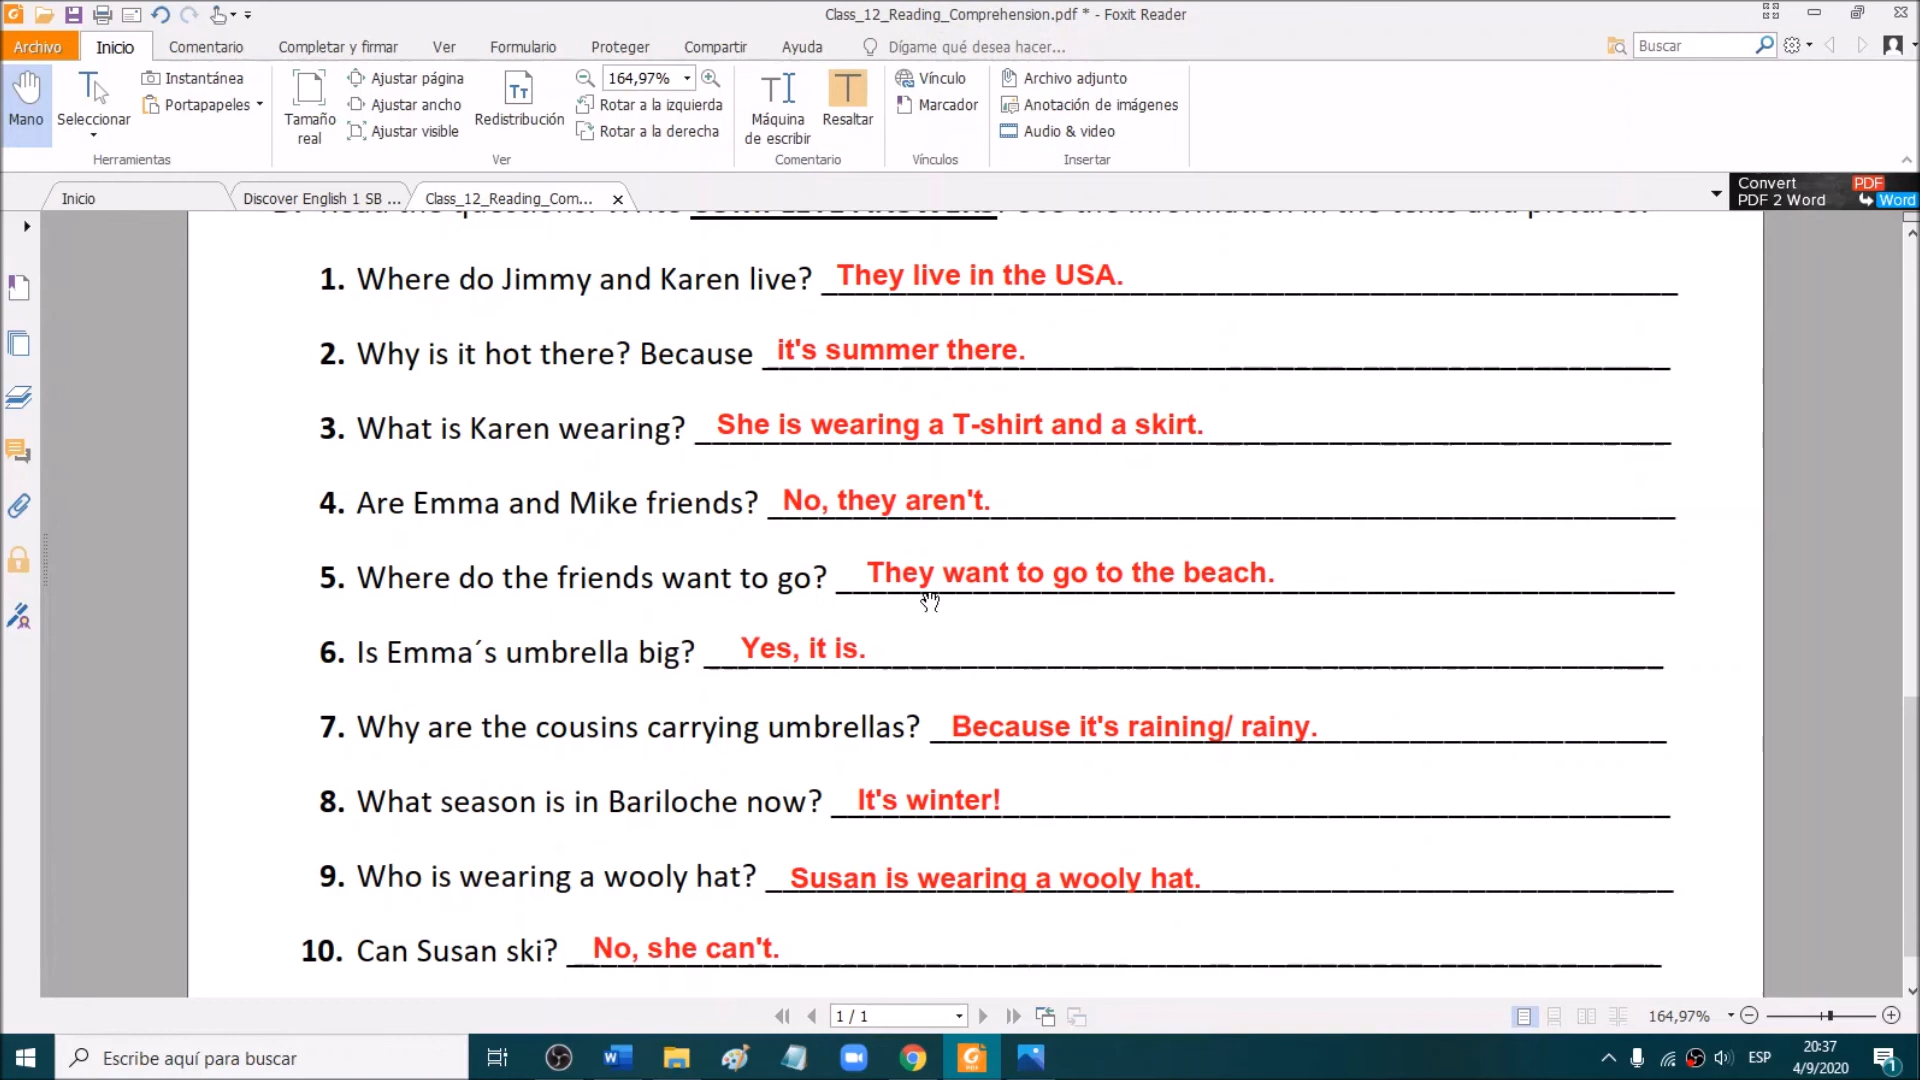 Class_12_Reading_Comprehension.pdf * - Foxit Reader
Archivo Inicio Comentario Completar y firmar Ver Formulario Proteger Compartir Ayuda Dígame qué desea hacer... Buscar
Mano
Seleccionar
Instantánea
Portapapeles
Herramientas
Tamaño real
Ajustar página
Ajustar ancho
Ajustar visible
Redistribución
164,97%
Rotar a la izquierda
Rotar a la derecha
Ver
Máquina de escribir
Resaltar
Comentario
Vínculo
Marcador
Vínculos
Archivo adjunto
Anotación de imágenes
Audio & video
Insertar
Inicio
Discover English 1 SB ...
Class_12_Reading_Com...
Convert PDF
PDF 2 Word Word
1. Where do Jimmy and Karen live? They live in the USA.
2. Why is it hot there? Because it's summer there.
3. What is Karen wearing? She is wearing a T-shirt and a skirt.
4. Are Emma and Mike friends? No, they aren't.
5. Where do the friends want to go? They want to go to the beach.
6. Is Emma´s umbrella big? Yes, it is.
7. Why are the cousins carrying umbrellas? Because it's raining/ rainy.
8. What season is in Bariloche now? It's winter!
9. Who is wearing a wooly hat? Susan is wearing a wooly hat.
10. Can Susan ski? No, she can't.
1 / 1
164,97%
Escribe aquí para buscar
ESP
20:37
4/9/2020
1